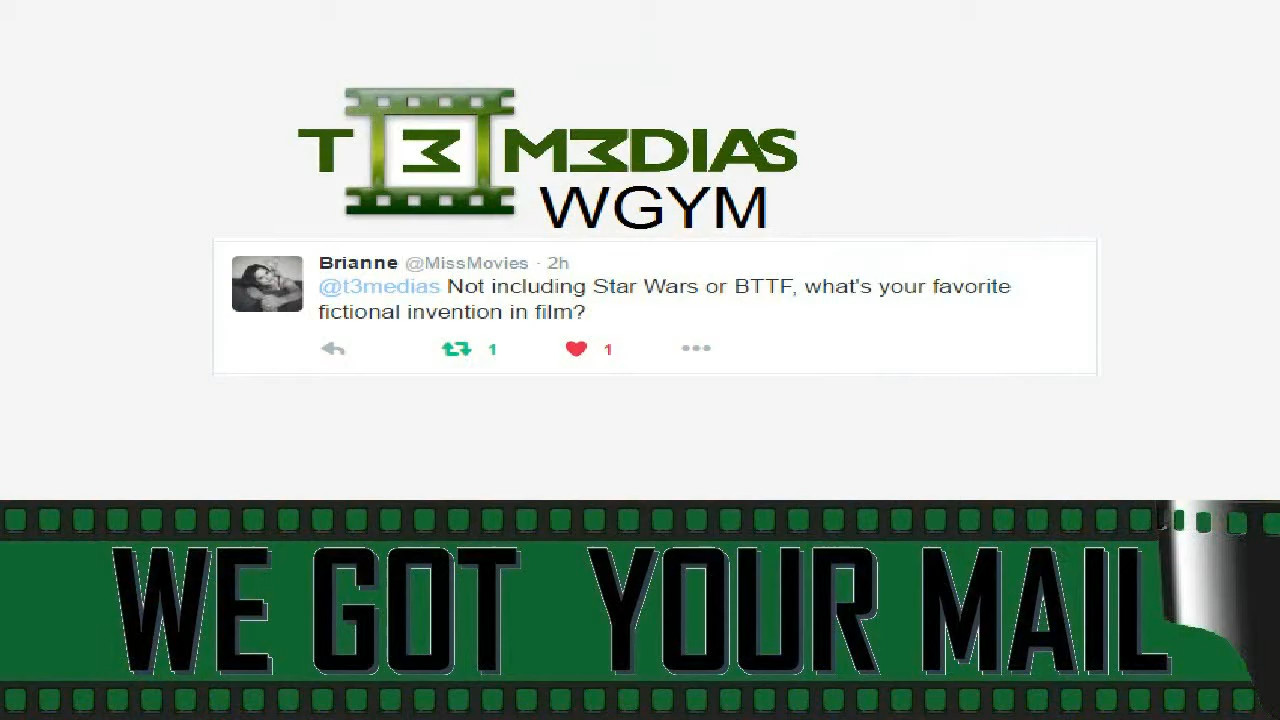 T3 M3DIAS
WGYM
Brianne @MissMovies · 2h
@t3medias Not including Star Wars or BTTF, what's your favorite
fictional invention in film?
1 1
WE GOT YOUR MAIL